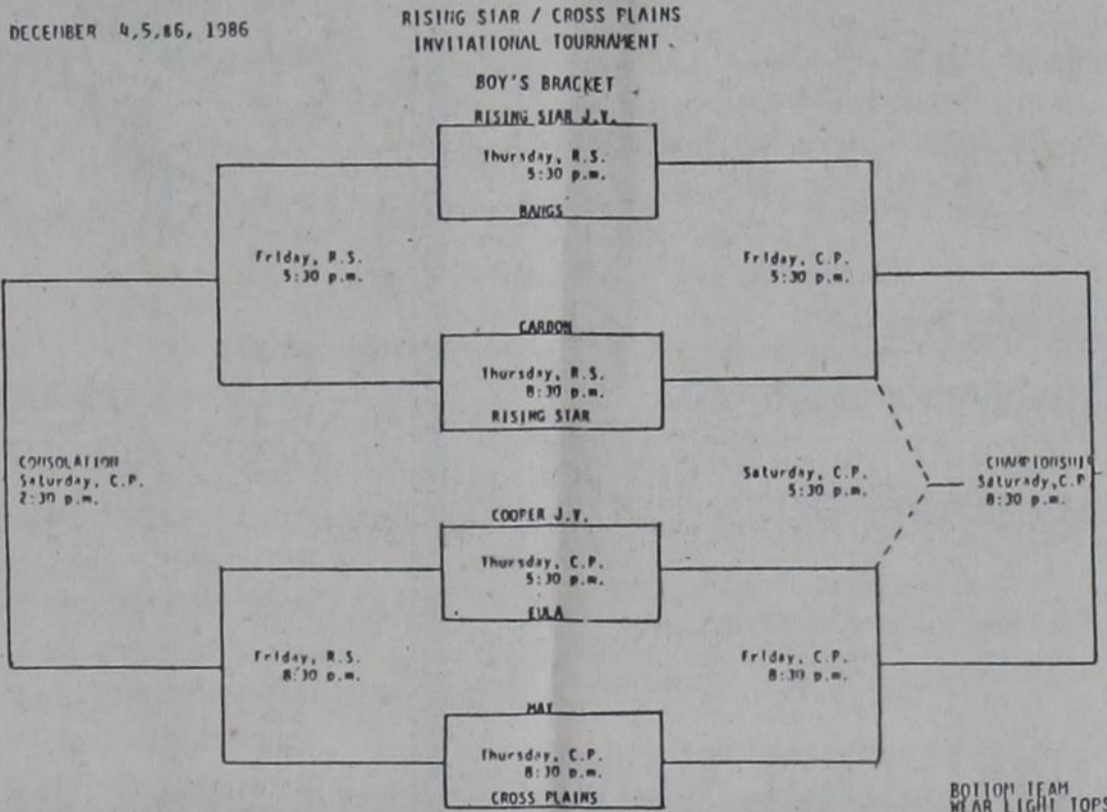 DECEMBER 4,5,&6, 1986
RISING STAR / CROSS PLAINS
INVITATIONAL TOURNAMENT
BOY'S BRACKET
RISING STAR J.V.
Thursday, R.S.
5:30 p.m.
BANGS
Friday, R.S.
5:30 p.m.
Friday, C.P.
5:30 p.m.
CARBON
Thursday, R.S.
8:30 p.m.
RISING STAR
CONSOLATION
Saturday, C.P.
2:30 p.m.
Saturday, C.P.
5:30 p.m.
CHAMPIONSHIP
Saturady, C.P.
8:30 p.m.
COOPER J.V.
Thursday, C.P.
5:30 p.m.
EULA
Friday, R.S.
8:30 p.m.
Friday, C.P.
8:30 p.m.
MAY
Thursday, C.P.
8:30 p.m.
CROSS PLAINS
BOTTOM TEAM
WEAR LIGHT TOPS